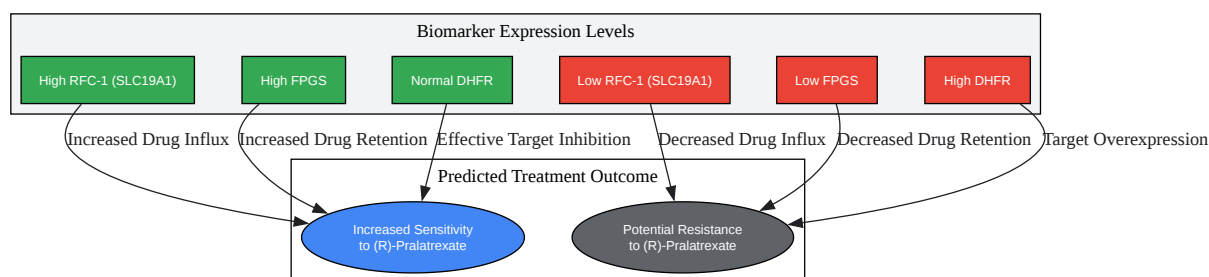 Biomarker Expression Levels
High RFC-1 (SLC19A1)
High FPGS
Normal DHFR
Low RFC-1 (SLC19A1)
Low FPGS
High DHFR
Increased Drug Influx
Increased Drug Retention
Effective Target Inhibition
Decreased Drug Influx
Decreased Drug Retention
Target Overexpression
Predicted Treatment Outcome
Increased Sensitivity
to (R)-Pralatrexate
Potential Resistance
to (R)-Pralatrexate